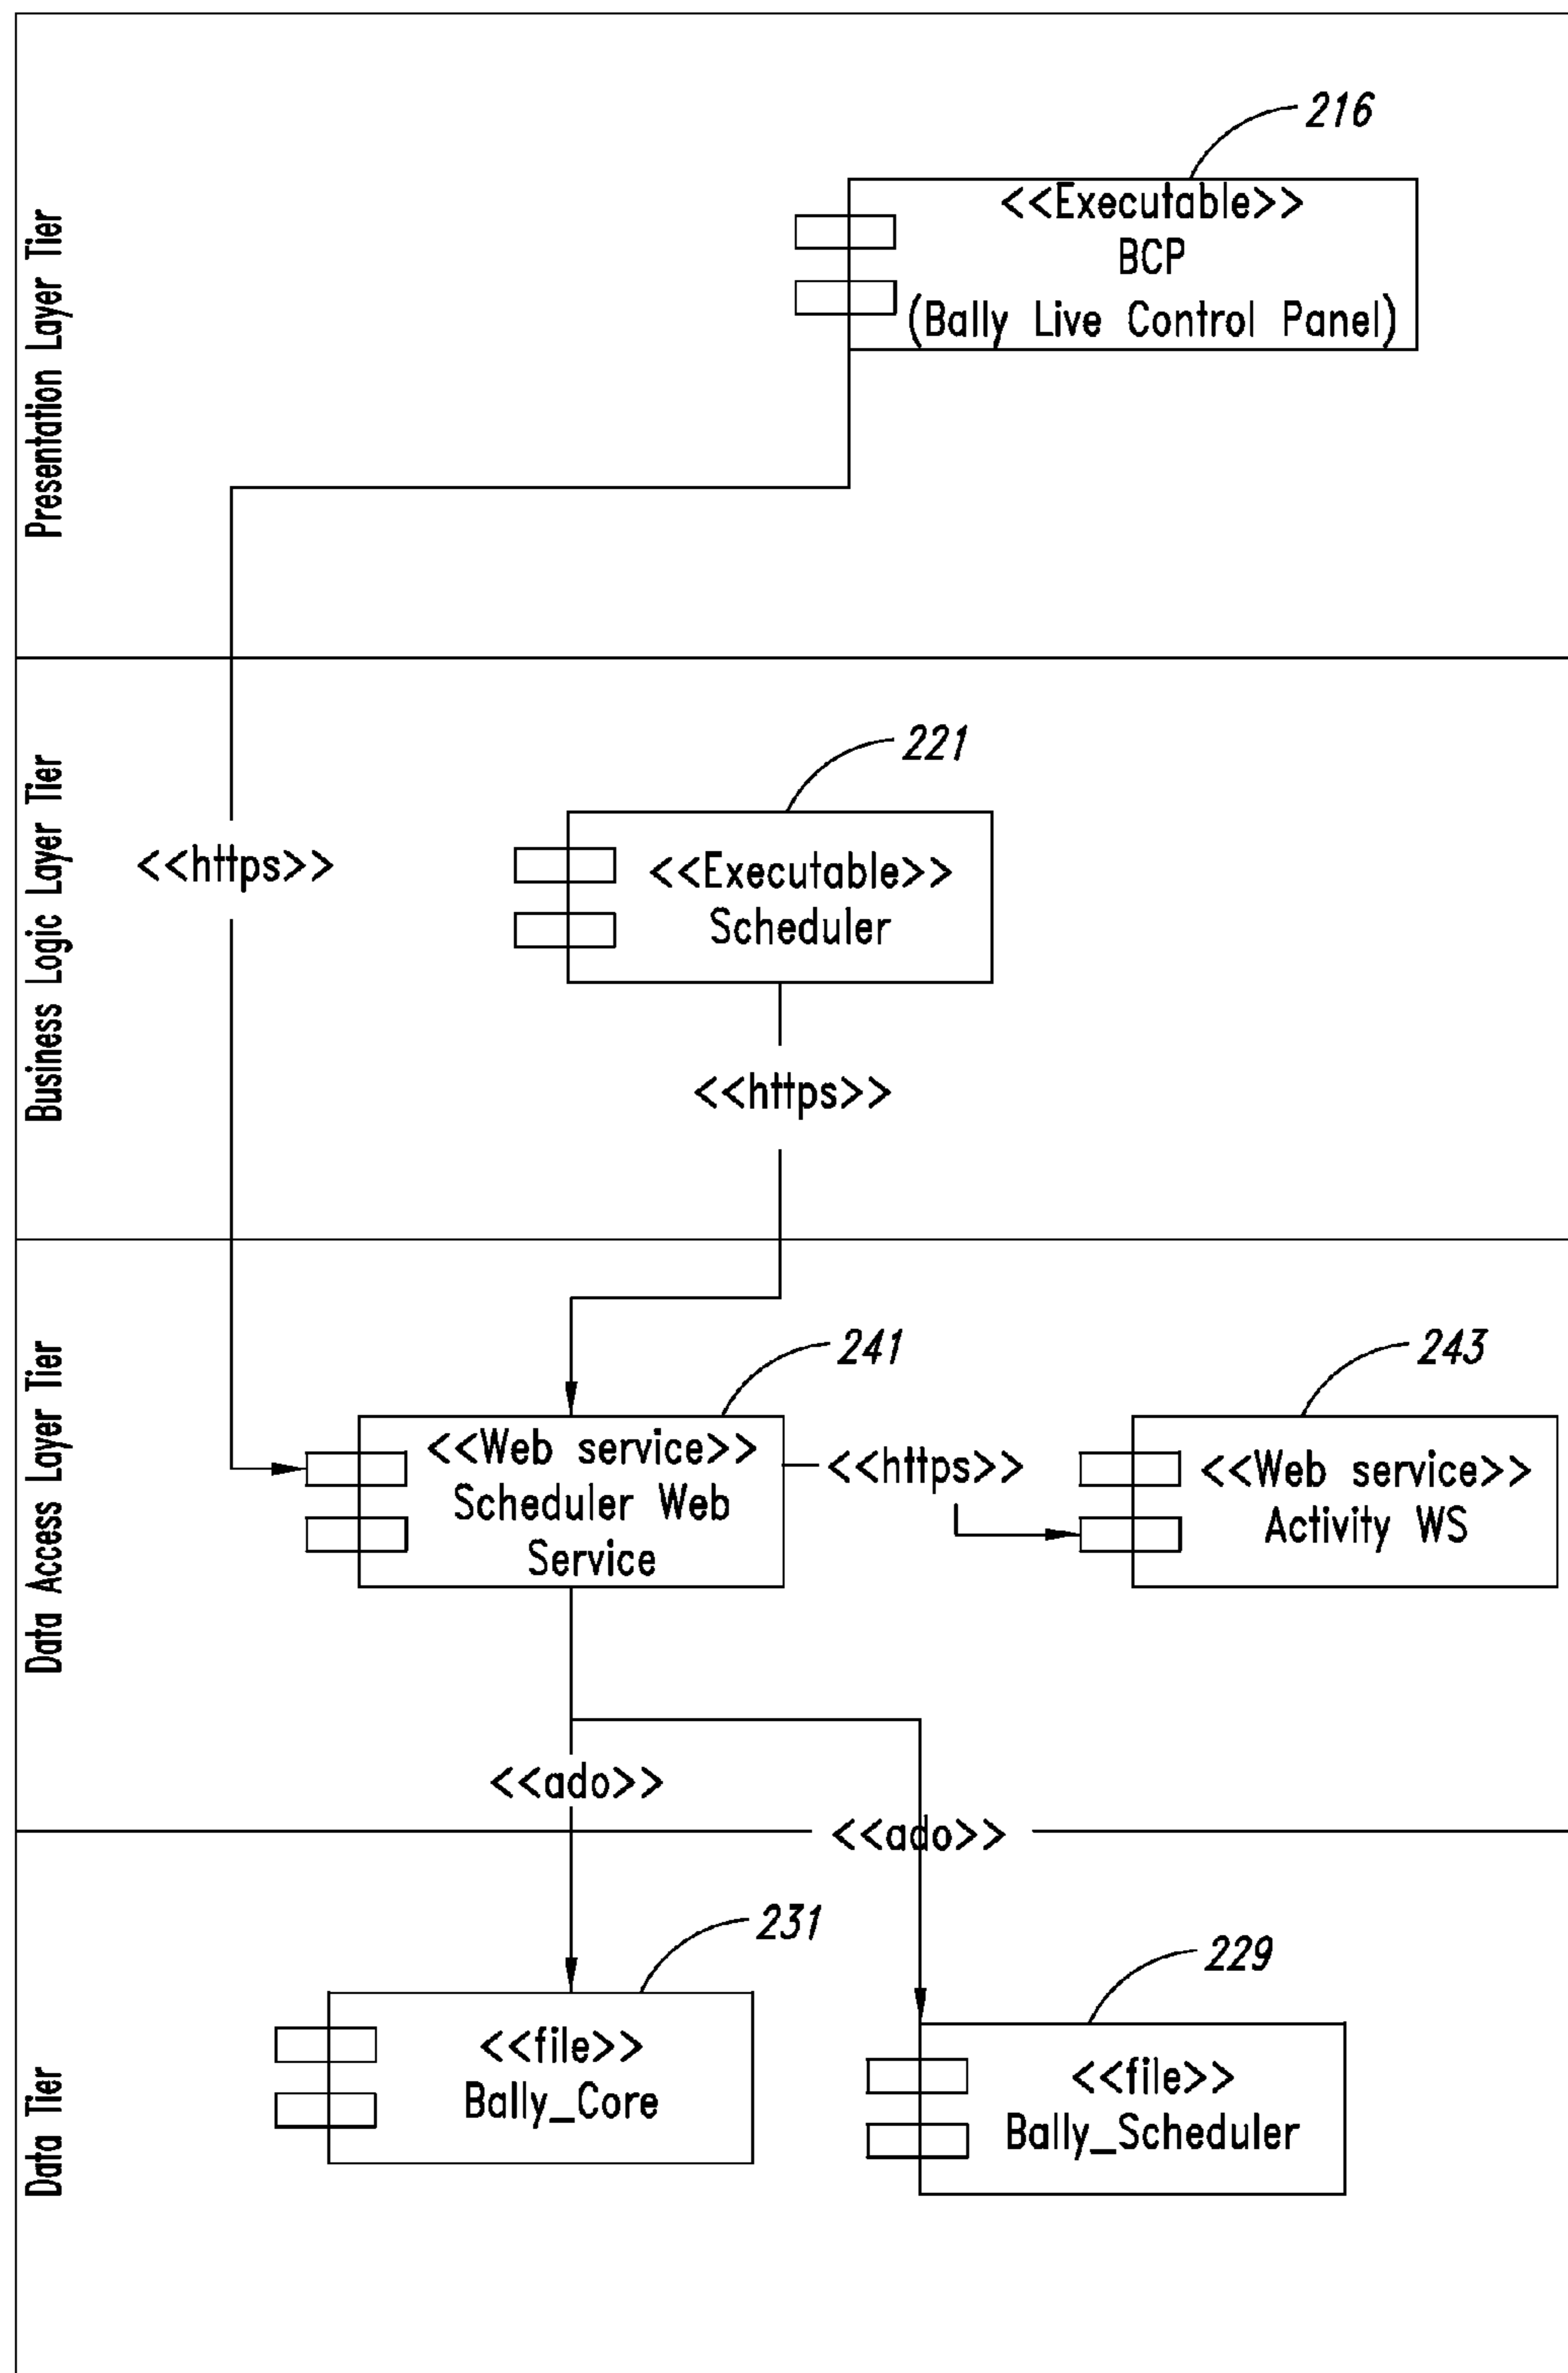 Presentation Layer Tier
216
<<Executable>>
BCP
(Bally Live Control Panel)
Business Logic Layer Tier
221
<<https>>
<<Executable>>
Scheduler
<<https>>
Data Access Layer Tier
241
243
<<Web service>>
Scheduler Web
Service
<<https>>
<<Web service>>
Activity WS
<<ado>>
<<ado>>
Data Tier
231
229
<<file>>
Bally_Core
<<file>>
Bally_Scheduler